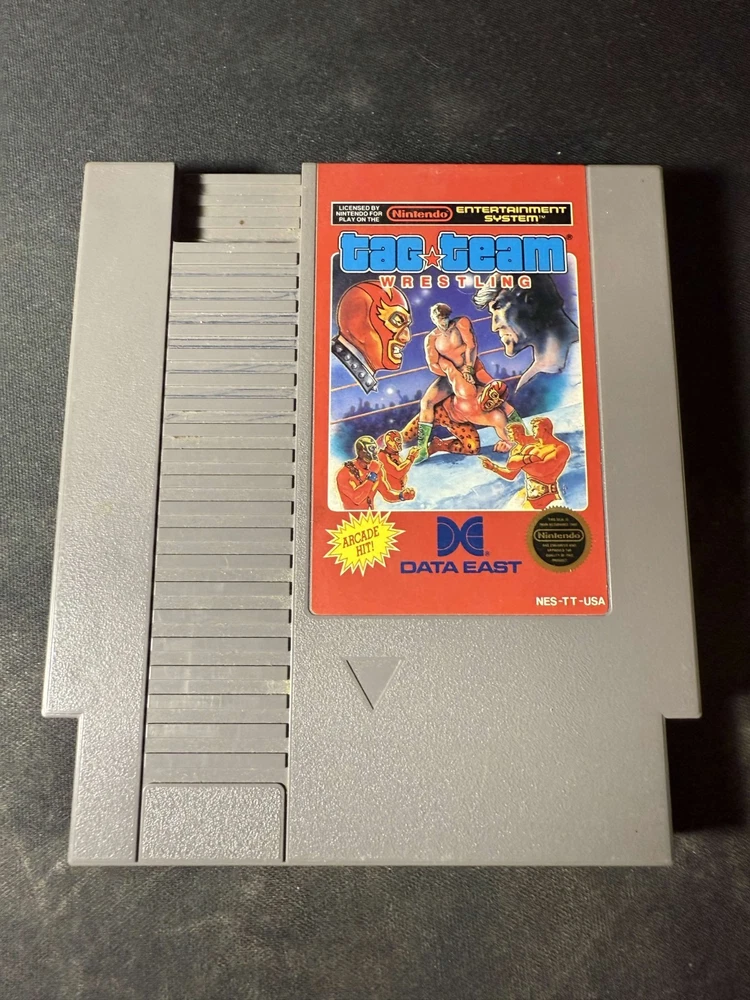 LICENSED BY
NINTENDO FOR
PLAY ON THE
Nintendo
ENTERTAINMENT
SYSTEM™
tag★team®
WRESTLING
ARCADE
HIT!
DATA EAST®
Nintendo
NES-TT-USA